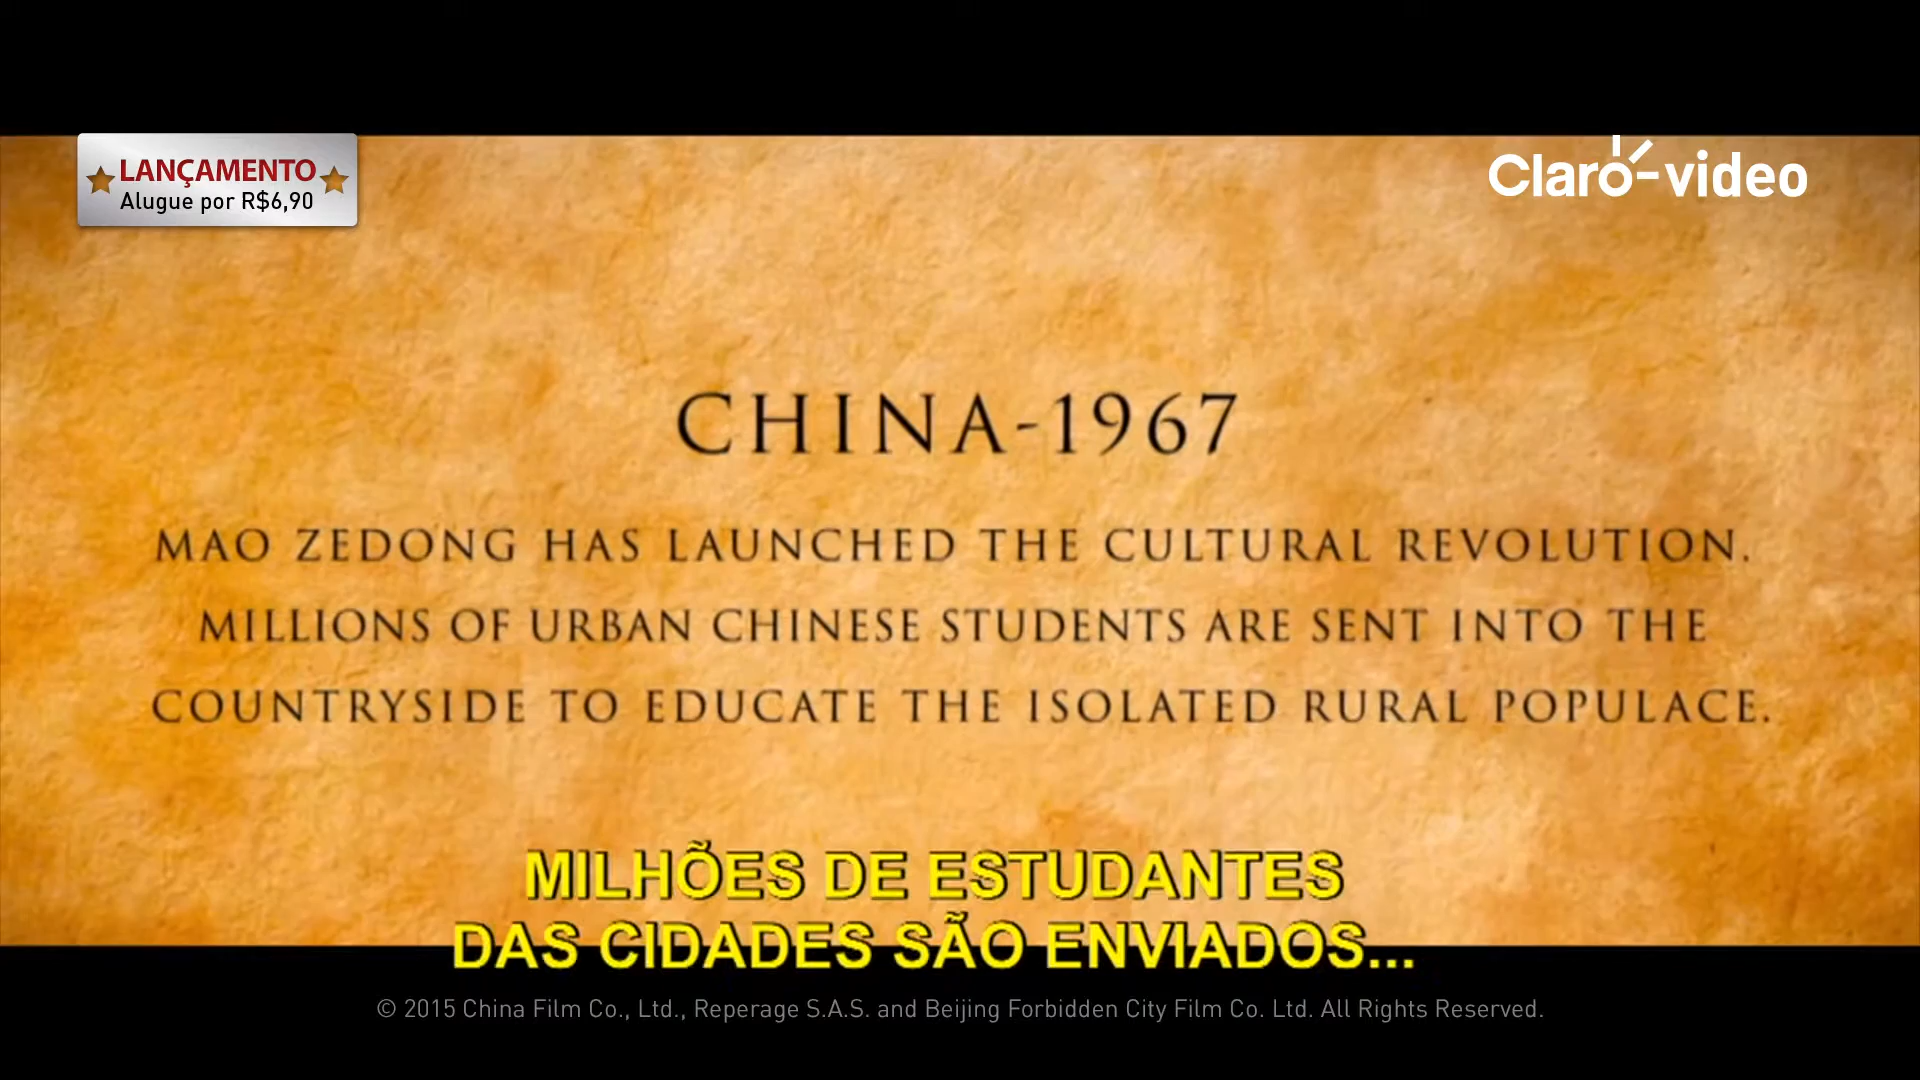 LANÇAMENTO
Alugue por R$6,90
Claro-video
CHINA-1967
MAO ZEDONG HAS LAUNCHED THE CULTURAL REVOLUTION.
MILLIONS OF URBAN CHINESE STUDENTS ARE SENT INTO THE
COUNTRYSIDE TO EDUCATE THE ISOLATED RURAL POPULACE.
MILHÕES DE ESTUDANTES
DAS CIDADES SÃO ENVIADOS...
© 2015 China Film Co., Ltd., Reperage S.A.S. and Beijing Forbidden City Film Co. Ltd. All Rights Reserved.